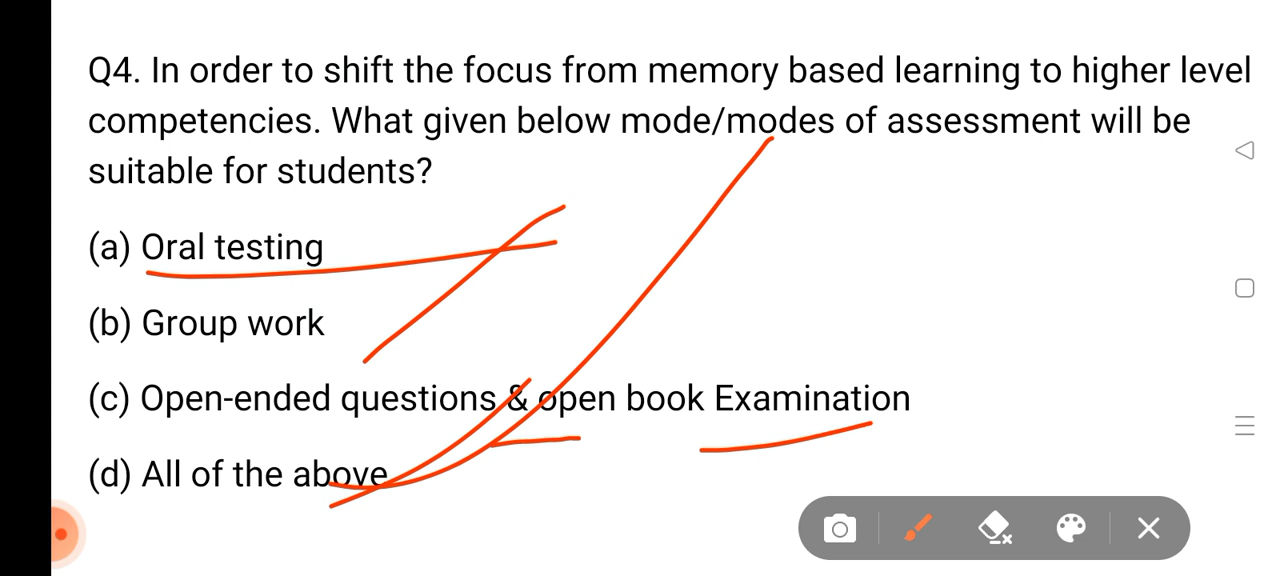 Q4. In order to shift the focus from memory based learning to higher level
competencies. What given below mode/modes of assessment will be
suitable for students?
(a) Oral testing
(b) Group work
(c) Open-ended questions & open book Examination
(d) All of the above